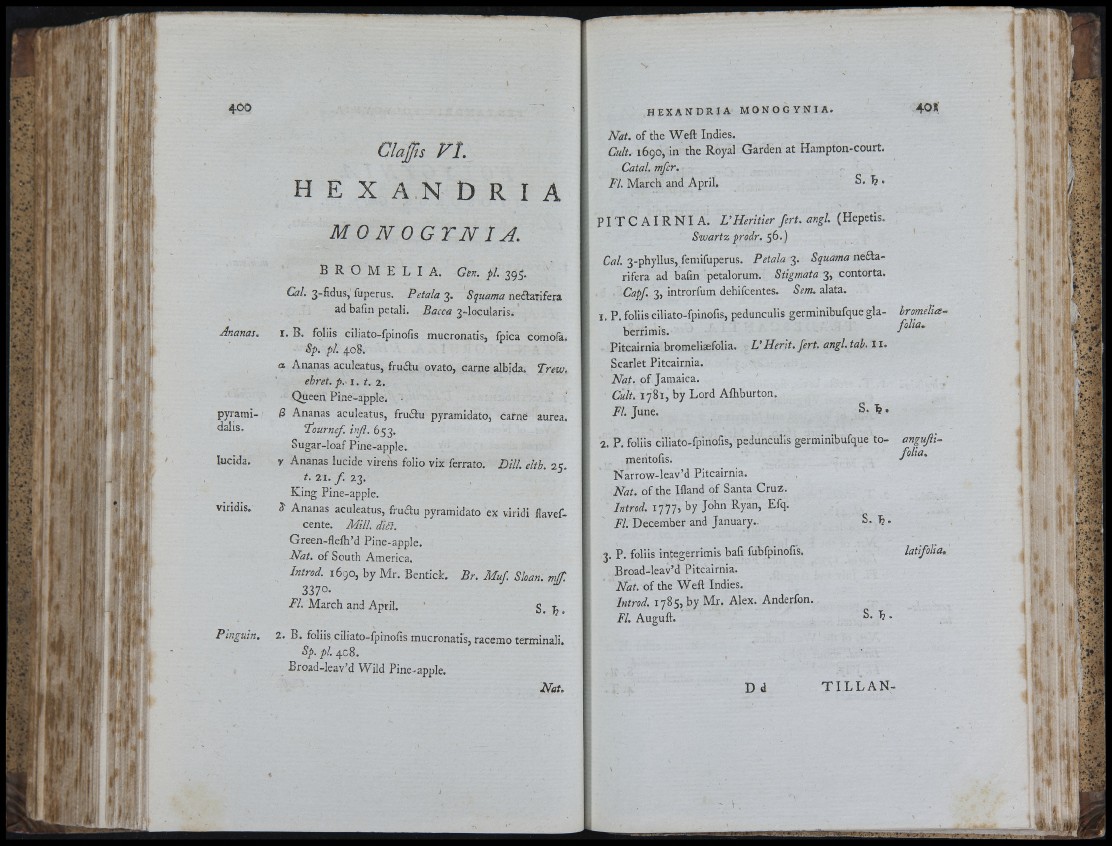 400
Claſſis VI.
HEXANDRIA
MONOGYNIA.
BROMELIA. Gen. pl. 395.
Cal. 3-fidus, ſuperus. Petala 3. Squama nectarifera
ad baſin petali. Bacca 3-locularis.
Ananas. 1. B. foliis ciliato-ſpinoſis mucronatis, ſpica comoſa.
Sp. pl. 408.
α Ananas aculeatus, fructu ovato, carne albida. Trew.
ehret. p. 1. t. 2.
Queen Pine-apple.
pyrami- β Ananas aculeatus, fructu pyramidato, carne aurea.
dalis. Tournef. inſt. 653.
Sugar-loaf Pine-apple.
lucida. γ Ananas lucide virens folio vix ſerrato. Dill. elth. 25.
t. 21. f. 23.
King Pine-apple.
viridis. δ Ananas aculeatus, fructu pyramidato ex viridi flaveſ-
cente. Mill. dict.
Green-fleſh'd Pine-apple.
Nat. of South America.
Introd. 1690, by Mr. Bentick. Br. Muſ. Sloan. mſſ.
3370.
Fl. March and April. S. ♄.
Pinguin. 2. B. foliis ciliato-ſpinoſis mucronatis, racemo terminali.
Sp. pl. 408.
Broad-leav'd Wild Pine-apple.
Nat.
HEXANDRIA MONOGYNIA. 401
Nat. of the Weſt Indies.
Cult. 1690, in the Royal Garden at Hampton-court.
Catal. mſcr.
Fl. March and April. S. ♄.
PITCAIRNIA. L'Heritier ſert. angl. (Hepetis.
Swartz prodr. 56.)
Cal. 3-phyllus, ſemiſuperus. Petala 3. Squama necta-
rifera ad baſin petalorum. Stigmata 3, contorta.
Capſ. 3, introrſum dehiſcentes. Sem. alata.
1. P. foliis ciliato-ſpinoſis, pedunculis germinibuſque gla- bromeliæ-
berrimis. folia.
Pitcairnia bromeliæfolia. L'Herit. ſert. angl. tab. 11.
Scarlet Pitcairnia.
Nat. of Jamaica.
Cult. 1781, by Lord Aſhburton.
Fl. June. S. ♄.
2. P. foliis ciliato-ſpinoſis, pedunculis germinibuſque to- anguſti-
mentoſis. folia.
Narrow-leav'd Pitcairnia.
Nat. of the Iſland of Santa Cruz.
Introd. 1777, by John Ryan, Eſq.
Fl. December and January. S. ♄.
3. P. foliis integerrimis baſi ſubſpinoſis. latifolia.
Broad-leav'd Pitcairnia.
Nat. of the Weſt Indies.
Introd. 1785, by Mr. Alex. Anderſon.
Fl. Auguſt. S. ♄.
Dd TILLAN-